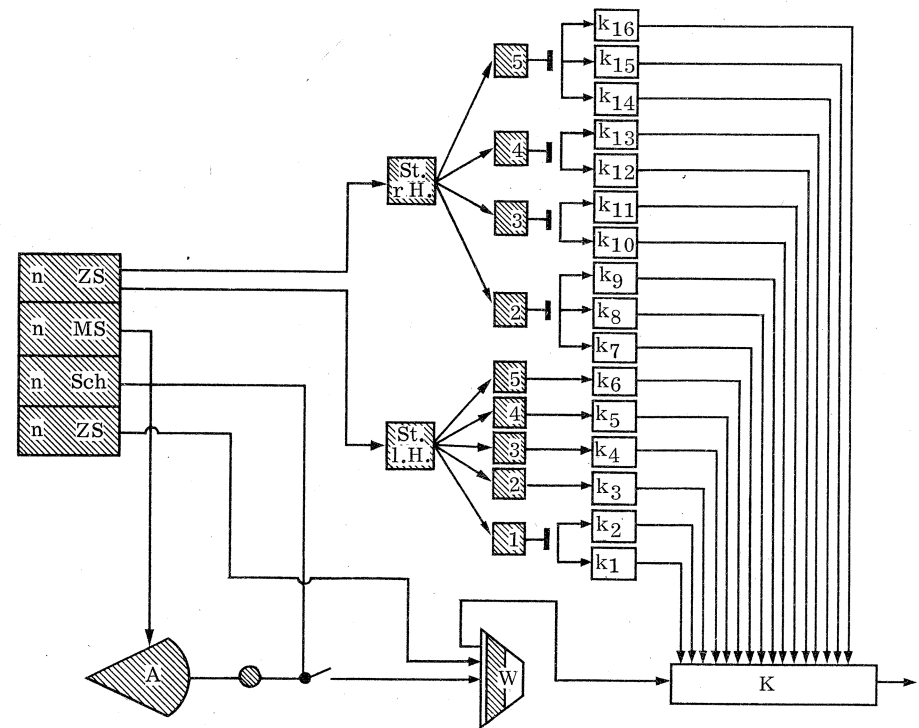 k16
5
k15
k14
k13
4
k12
St.
r.H.
k11
3
k10
n ZS
k9
2
k8
n MS
k7
5
k6
n Sch
4
k5
n ZS
St.
l.H.
3
k4
2
k3
k2
1
k1
A
W
K